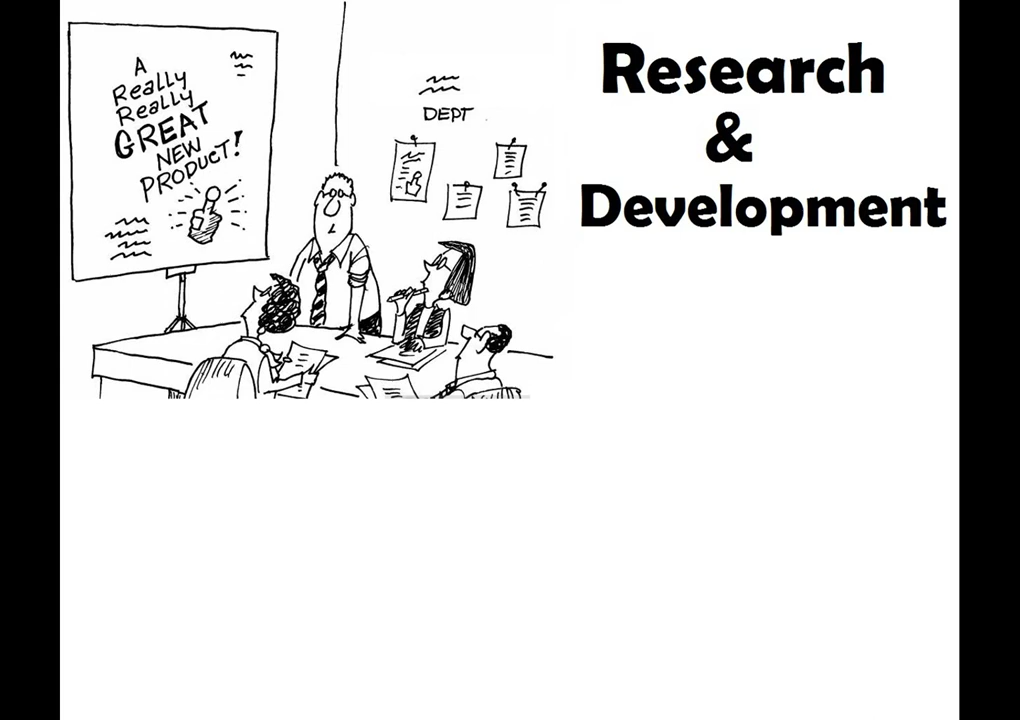 A
Really
Really
GREAT
NEW
PRODUCT!
DEPT
Research
&
Development